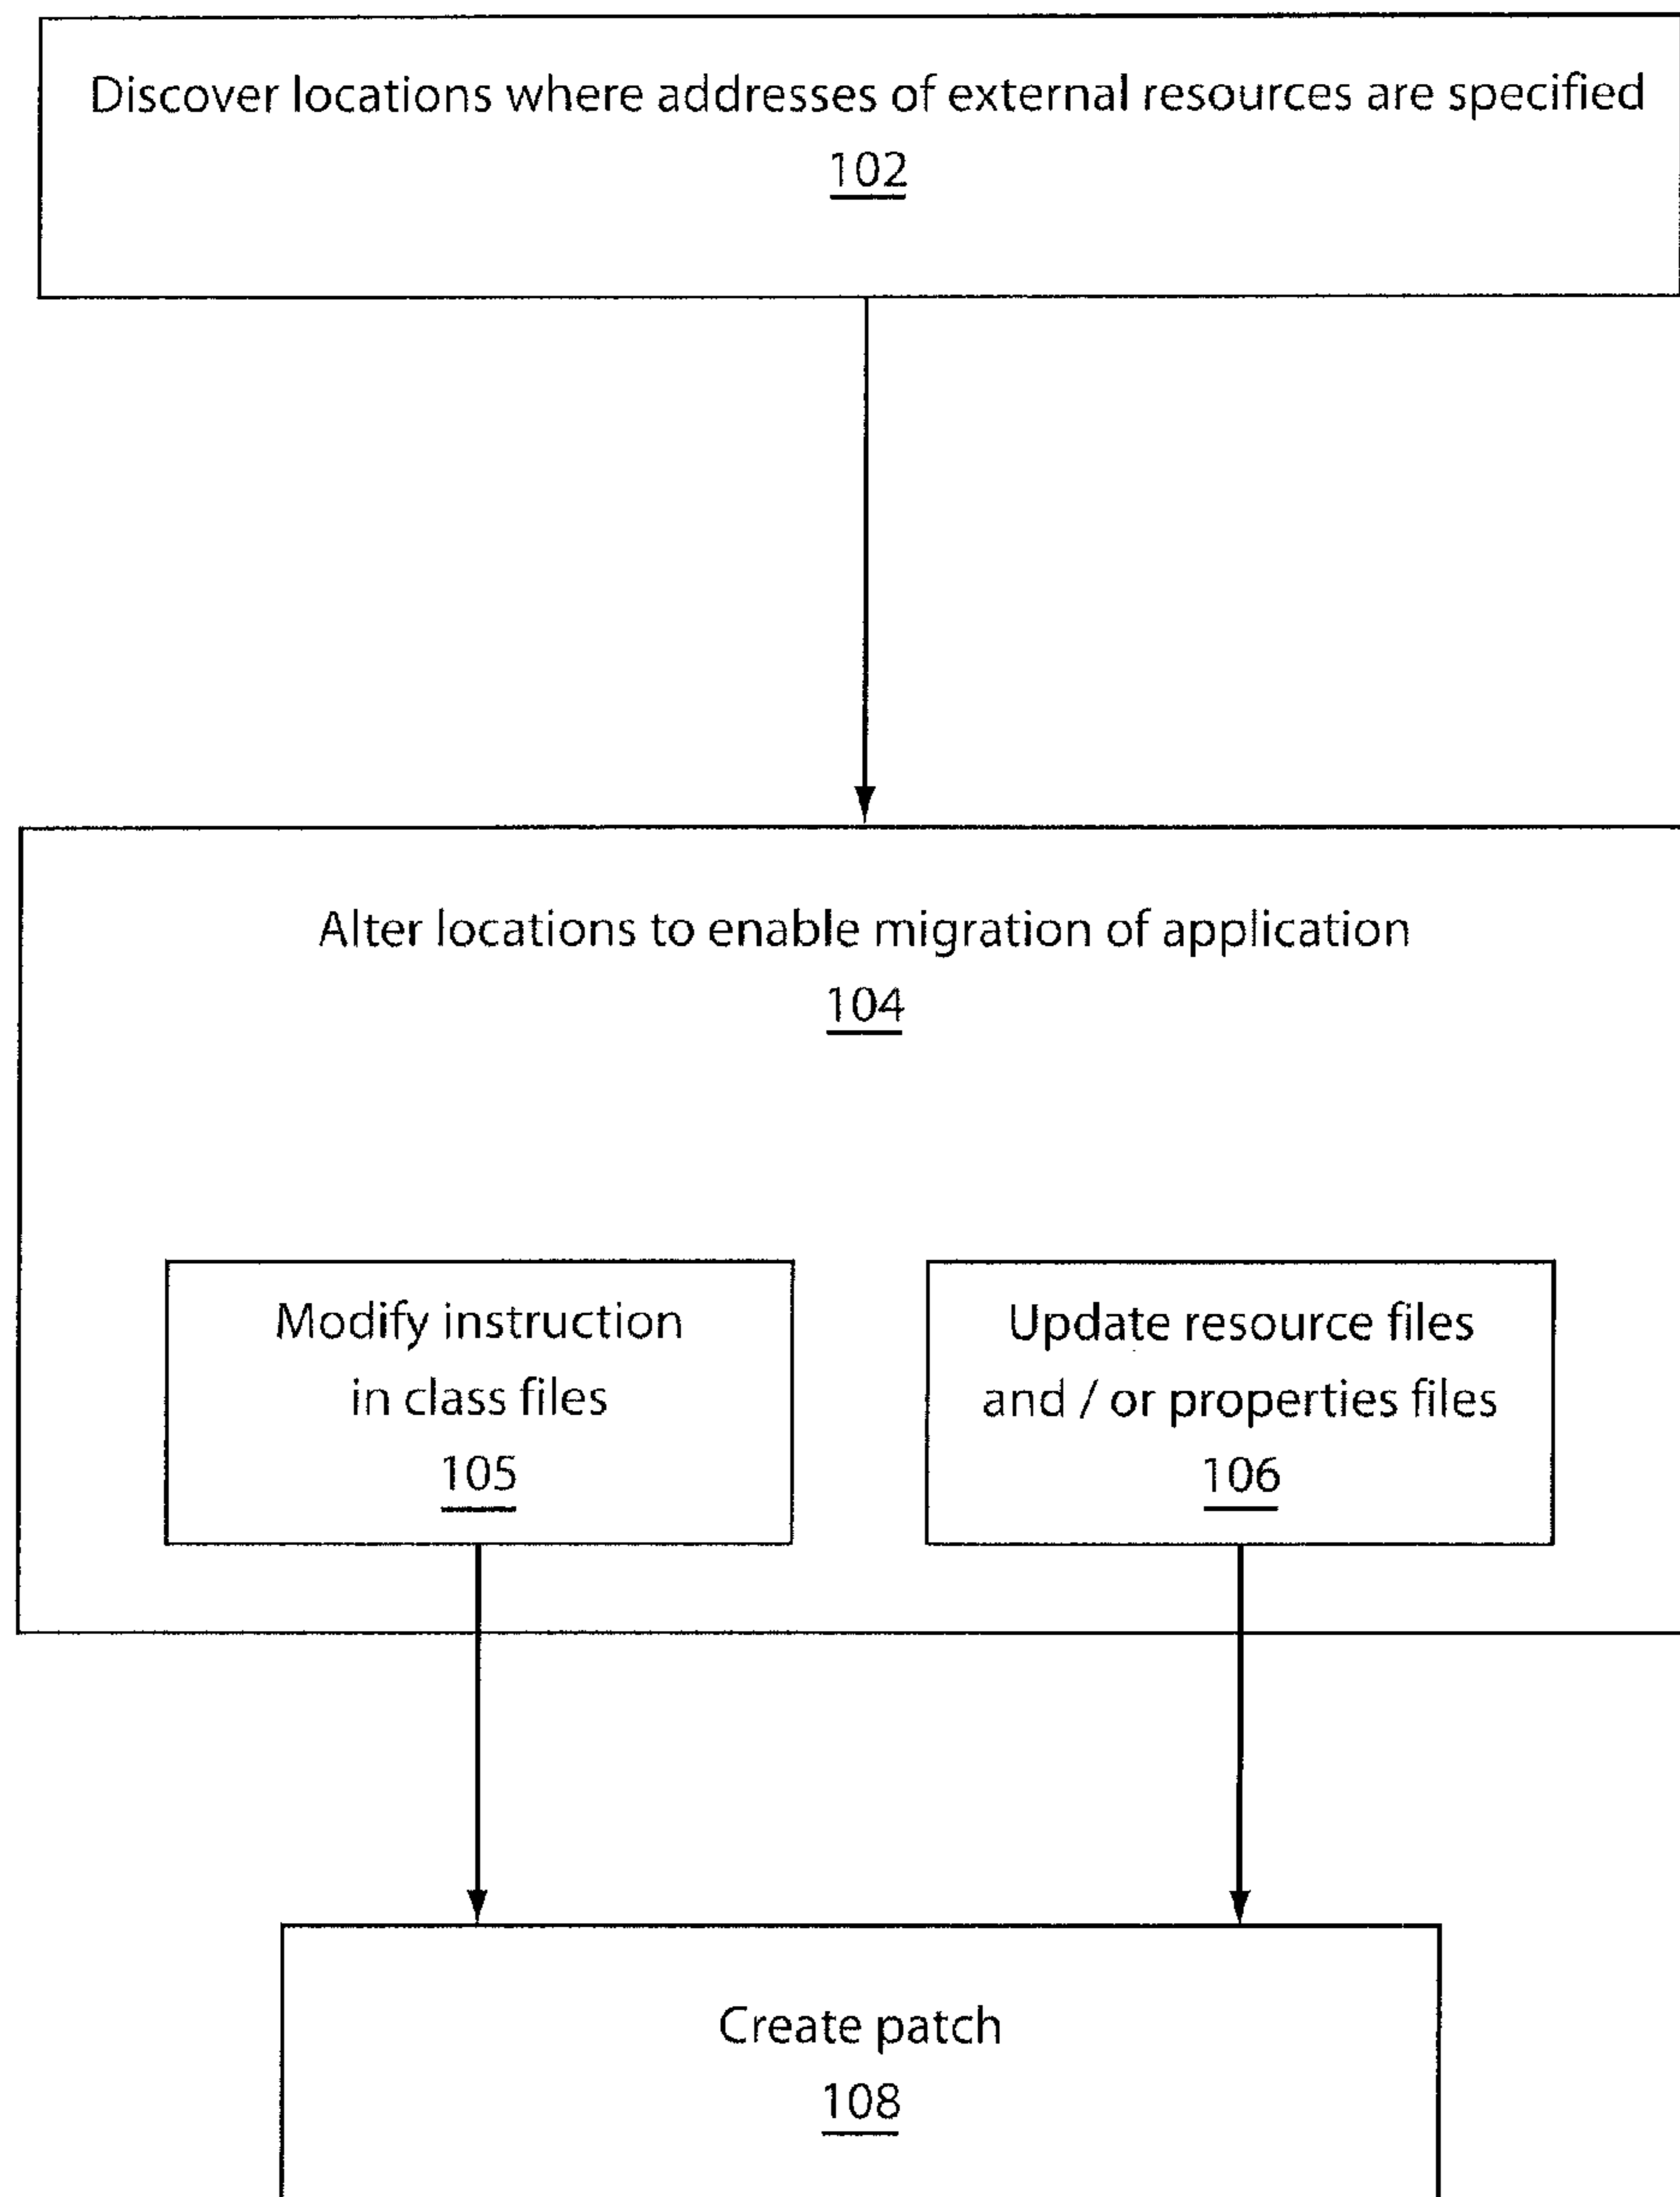 Discover locations where addresses of external resources are specified
102
Alter locations to enable migration of application
104
Modify instruction
in class files
105
Update resource files
and / or properties files
106
Create patch
108